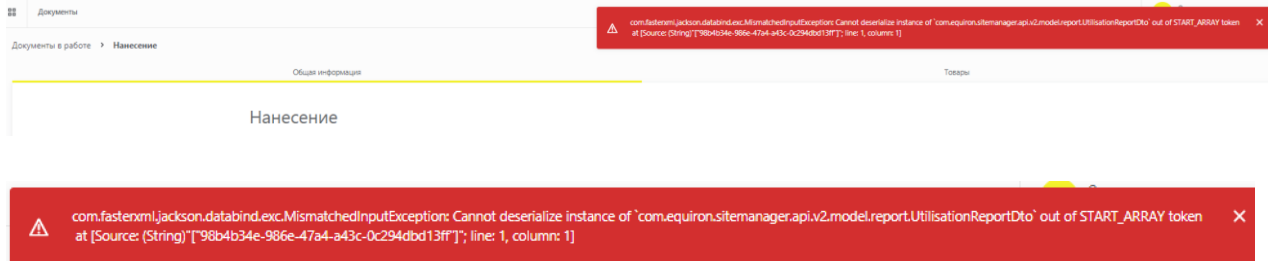 Документы
com.fasterxml.jackson.databind.exc.MismatchedInputException: Cannot deserialize instance of `com.equiron.sitemanager.api.v2.model.report.UtilisationReportDto` out of START_ARRAY token
at [Source: (String)"["98b4b34e-986e-47a4-a43c-0c294dbd13ff"]"; line: 1, column: 1]
Документы в работе > Нанесение
Общая информация Товары
Нанесение
com.fasterxml.jackson.databind.exc.MismatchedInputException: Cannot deserialize instance of `com.equiron.sitemanager.api.v2.model.report.UtilisationReportDto` out of START_ARRAY token
at [Source: (String)"["98b4b34e-986e-47a4-a43c-0c294dbd13ff"]"; line: 1, column: 1]